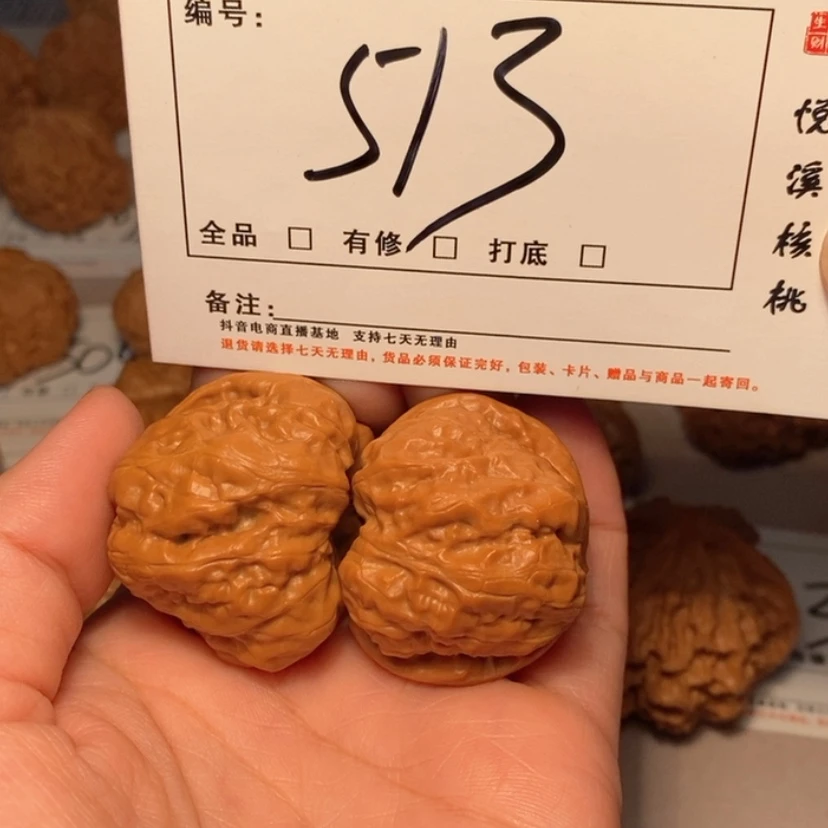 编号:
513
全品 □ 有修 □ 打底 □
备注:
抖音电商直播基地 支持七天无理由
退货请选择七天无理由，货品必须保证完好，包装、卡片、赠品与商品一起寄回。
悦溪核桃